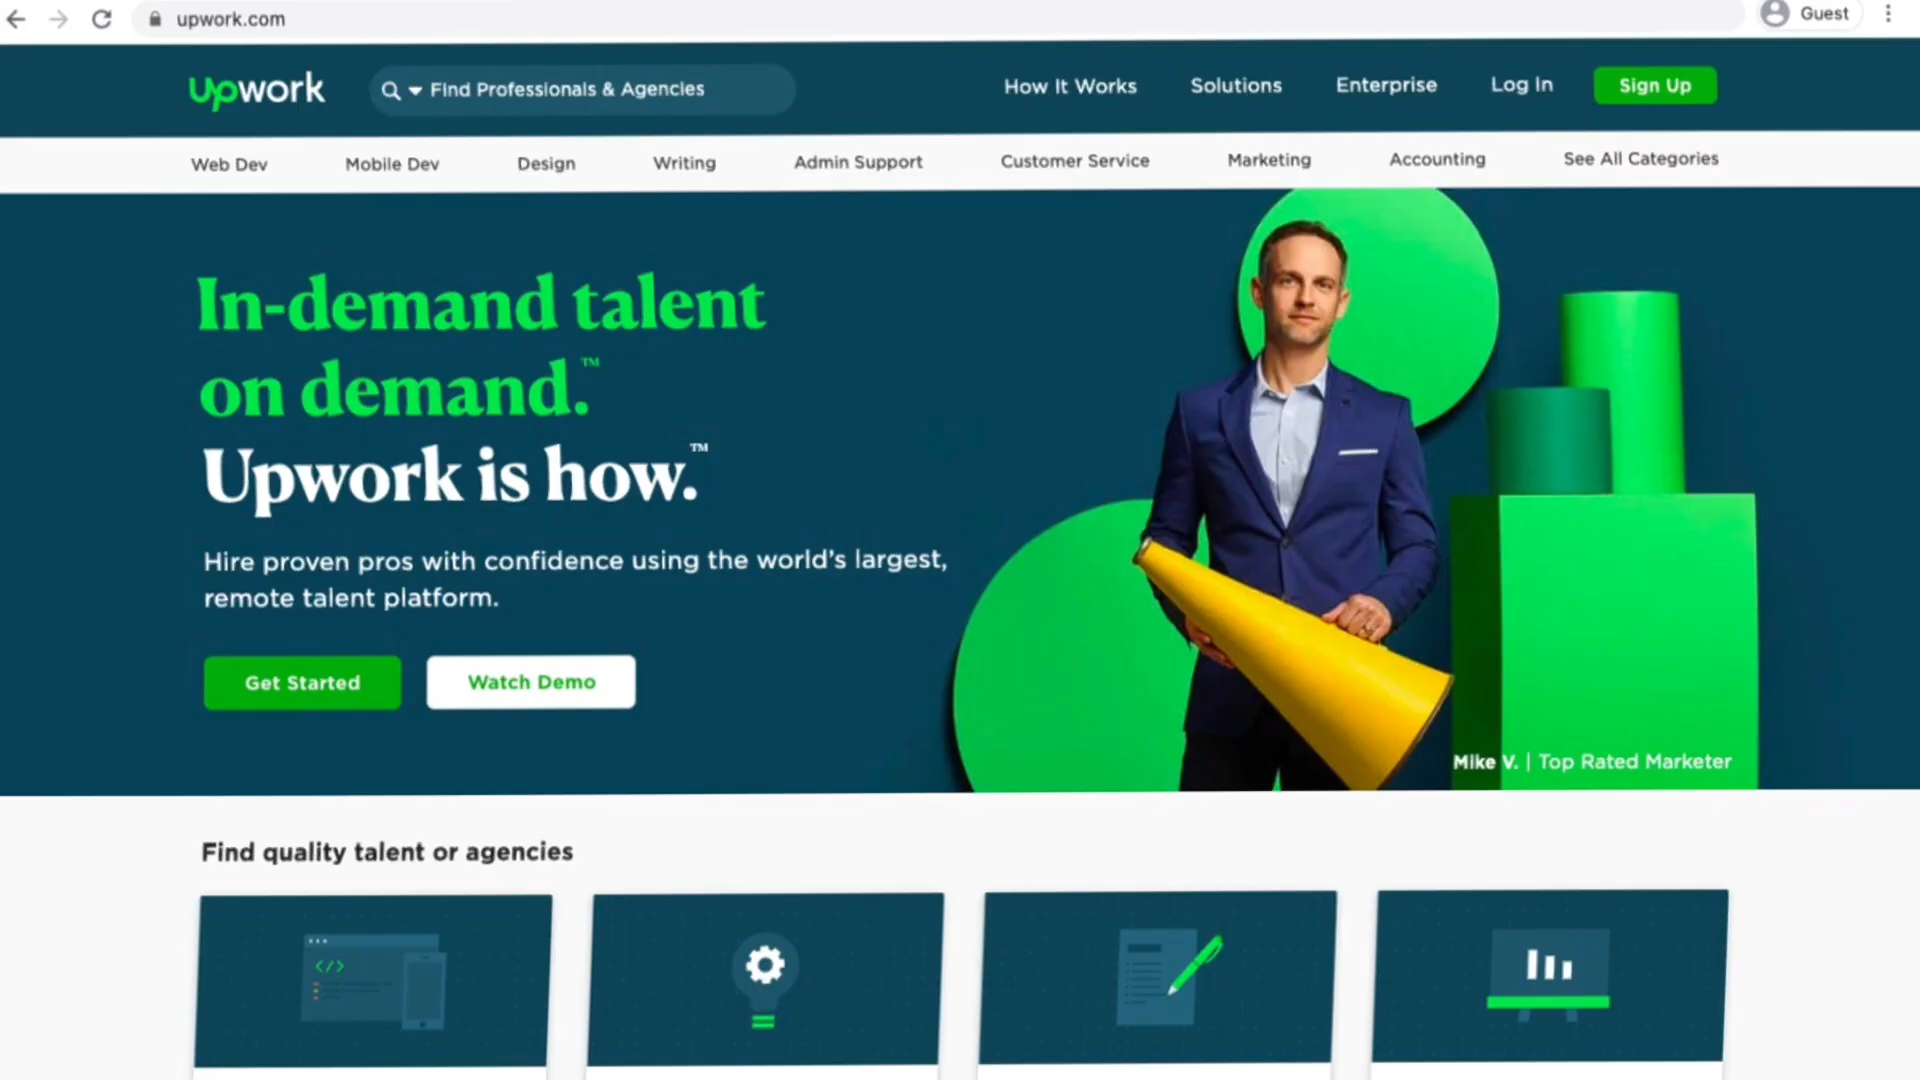 upwork.com
Guest
Upwork
Find Professionals & Agencies
How It Works
Solutions
Enterprise
Log In
Sign Up
Web Dev
Mobile Dev
Design
Writing
Admin Support
Customer Service
Marketing
Accounting
See All Categories
In-demand talent
on demand.™
Upwork is how.™
Hire proven pros with confidence using the world's largest,
remote talent platform.
Get Started
Watch Demo
Mike V. | Top Rated Marketer
Find quality talent or agencies
</>